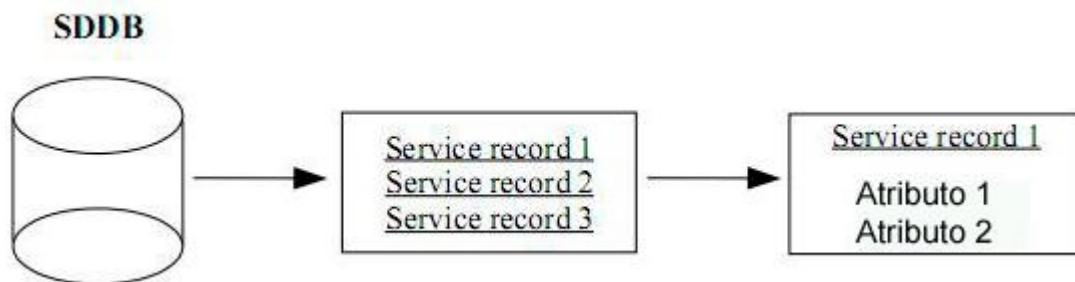 SDDB
Service record 1
Service record 2
Service record 3
Service record 1
Atributo 1
Atributo 2